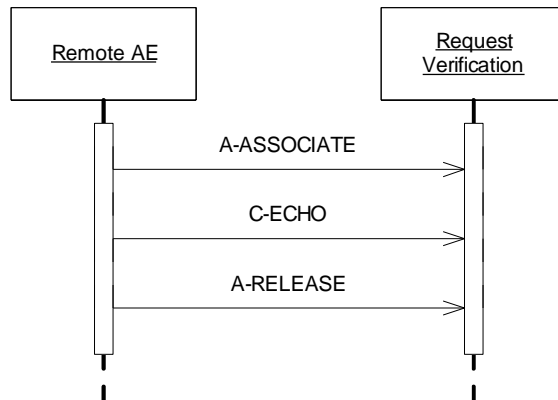 Remote AE
Request
Verification
A-ASSOCIATE
C-ECHO
A-RELEASE